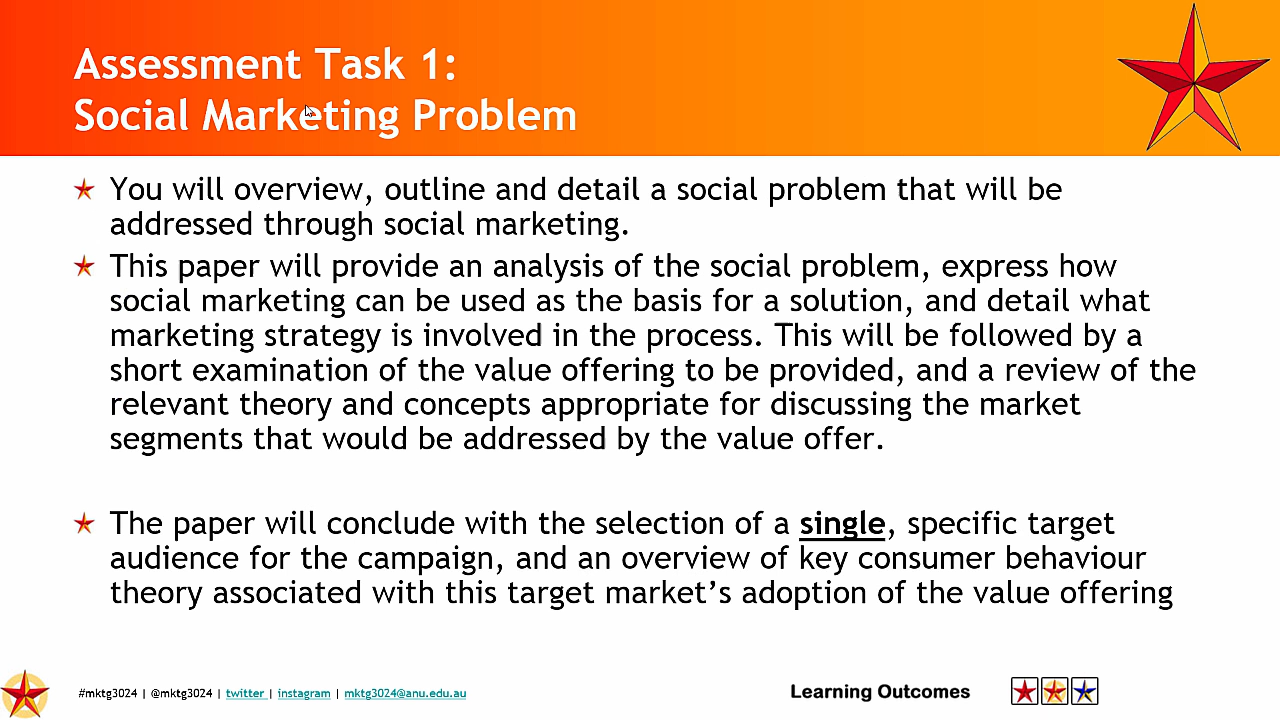 Assessment Task 1:
Social Marketing Problem
You will overview, outline and detail a social problem that will be
addressed through social marketing.
This paper will provide an analysis of the social problem, express how
social marketing can be used as the basis for a solution, and detail what
marketing strategy is involved in the process. This will be followed by a
short examination of the value offering to be provided, and a review of the
relevant theory and concepts appropriate for discussing the market
segments that would be addressed by the value offer.
The paper will conclude with the selection of a single, specific target
audience for the campaign, and an overview of key consumer behaviour
theory associated with this target market’s adoption of the value offering
#mktg3024 | @mktg3024 | twitter | instagram | mktg3024@anu.edu.au
Learning Outcomes